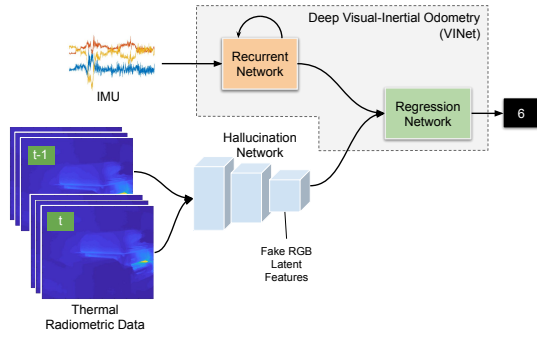 Deep Visual-Inertial Odometry
(VINet)
Recurrent
Network
IMU
Regression
Network
6
Hallucination
Network
t-1
t
Fake RGB
Latent
Features
Thermal
Radiometric Data